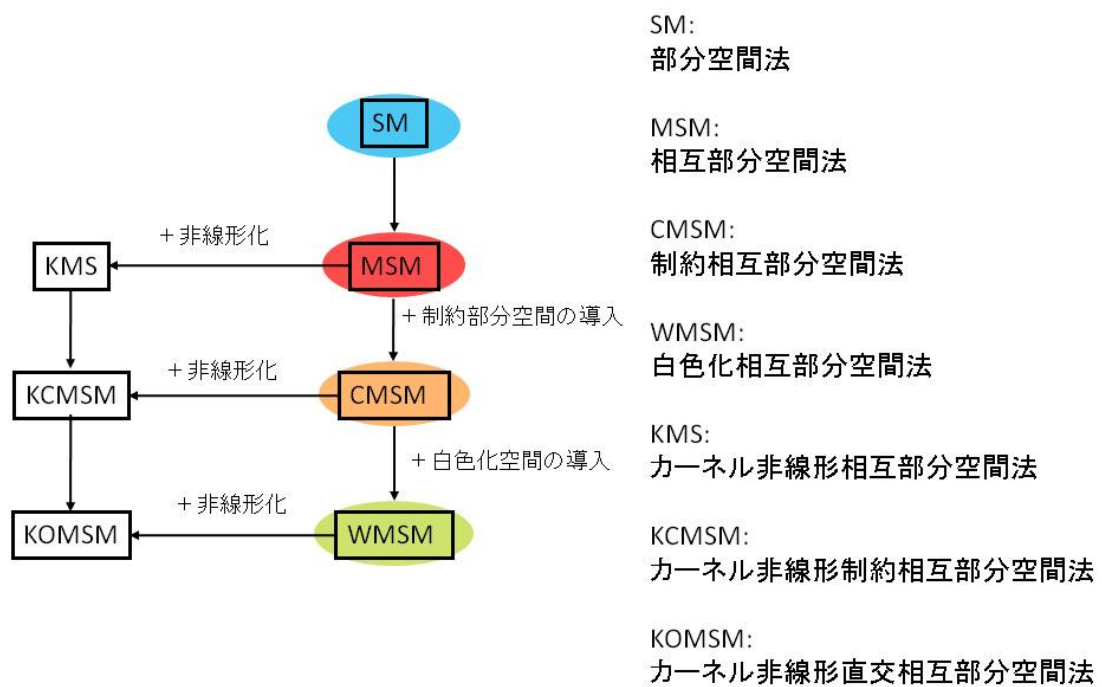 SM
+非線形化
KMS
MSM
+制約部分空間の導入
+非線形化
KCMSM
CMSM
+白色化空間の導入
+非線形化
KOMSM
WMSM
SM:
部分空間法
MSM:
相互部分空間法
CMSM:
制約相互部分空間法
WMSM:
白色化相互部分空間法
KMS:
カーネル非線形相互部分空間法
KCMSM:
カーネル非線形制約相互部分空間法
KOMSM:
カーネル非線形直交相互部分空間法